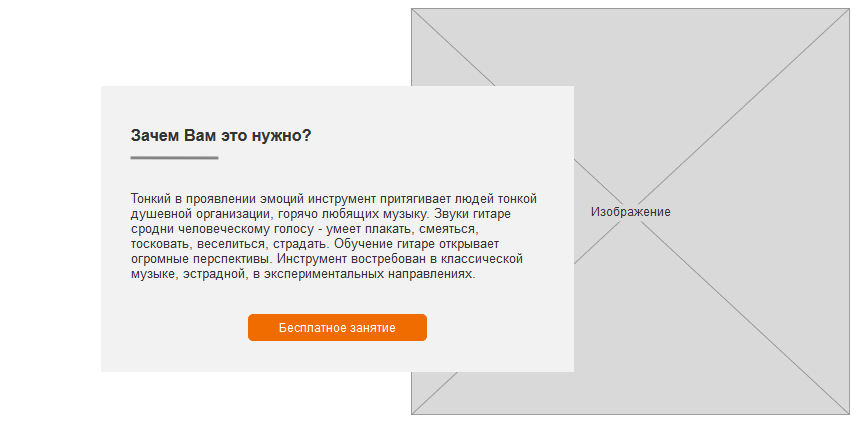 Зачем Вам это нужно?
Тонкий в проявлении эмоций инструмент притягивает людей тонкой
душевной организации, горячо любящих музыку. Звуки гитаре
сродни человеческому голосу - умеет плакать, смеяться,
тосковать, веселиться, страдать. Обучение гитаре открывает
огромные перспективы. Инструмент востребован в классической
музыке, эстрадной, в экспериментальных направлениях.
Бесплатное занятие
Изображение